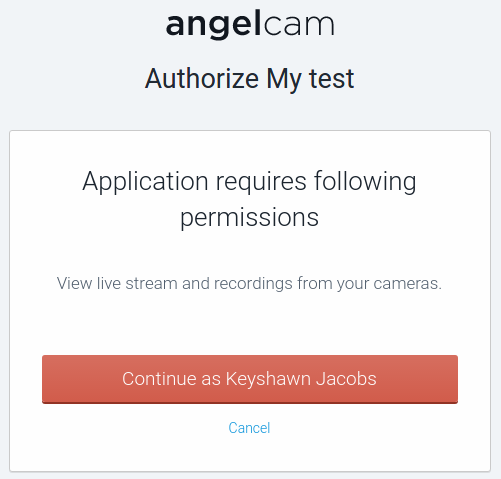 angelcam
Authorize My test
Application requires following
permissions
View live stream and recordings from your cameras.
Continue as Keyshawn Jacobs
Cancel